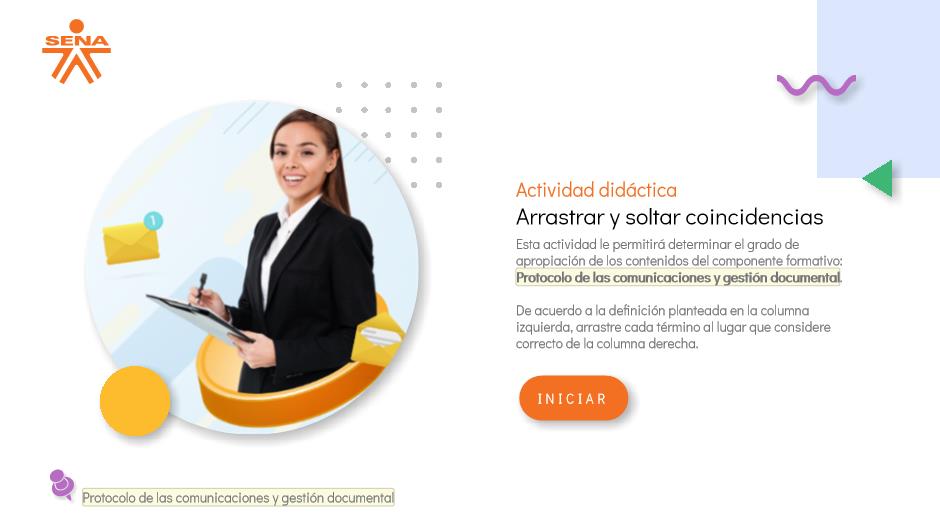 SENA
1
Actividad didáctica
Arrastrar y soltar coincidencias
Esta actividad le permitirá determinar el grado de
apropiación de los contenidos del componente formativo:
Protocolo de las comunicaciones y gestión documental.
De acuerdo a la definición planteada en la columna
izquierda, arrastre cada término al lugar que considere
correcto de la columna derecha.
INICIAR
Protocolo de las comunicaciones y gestión documental